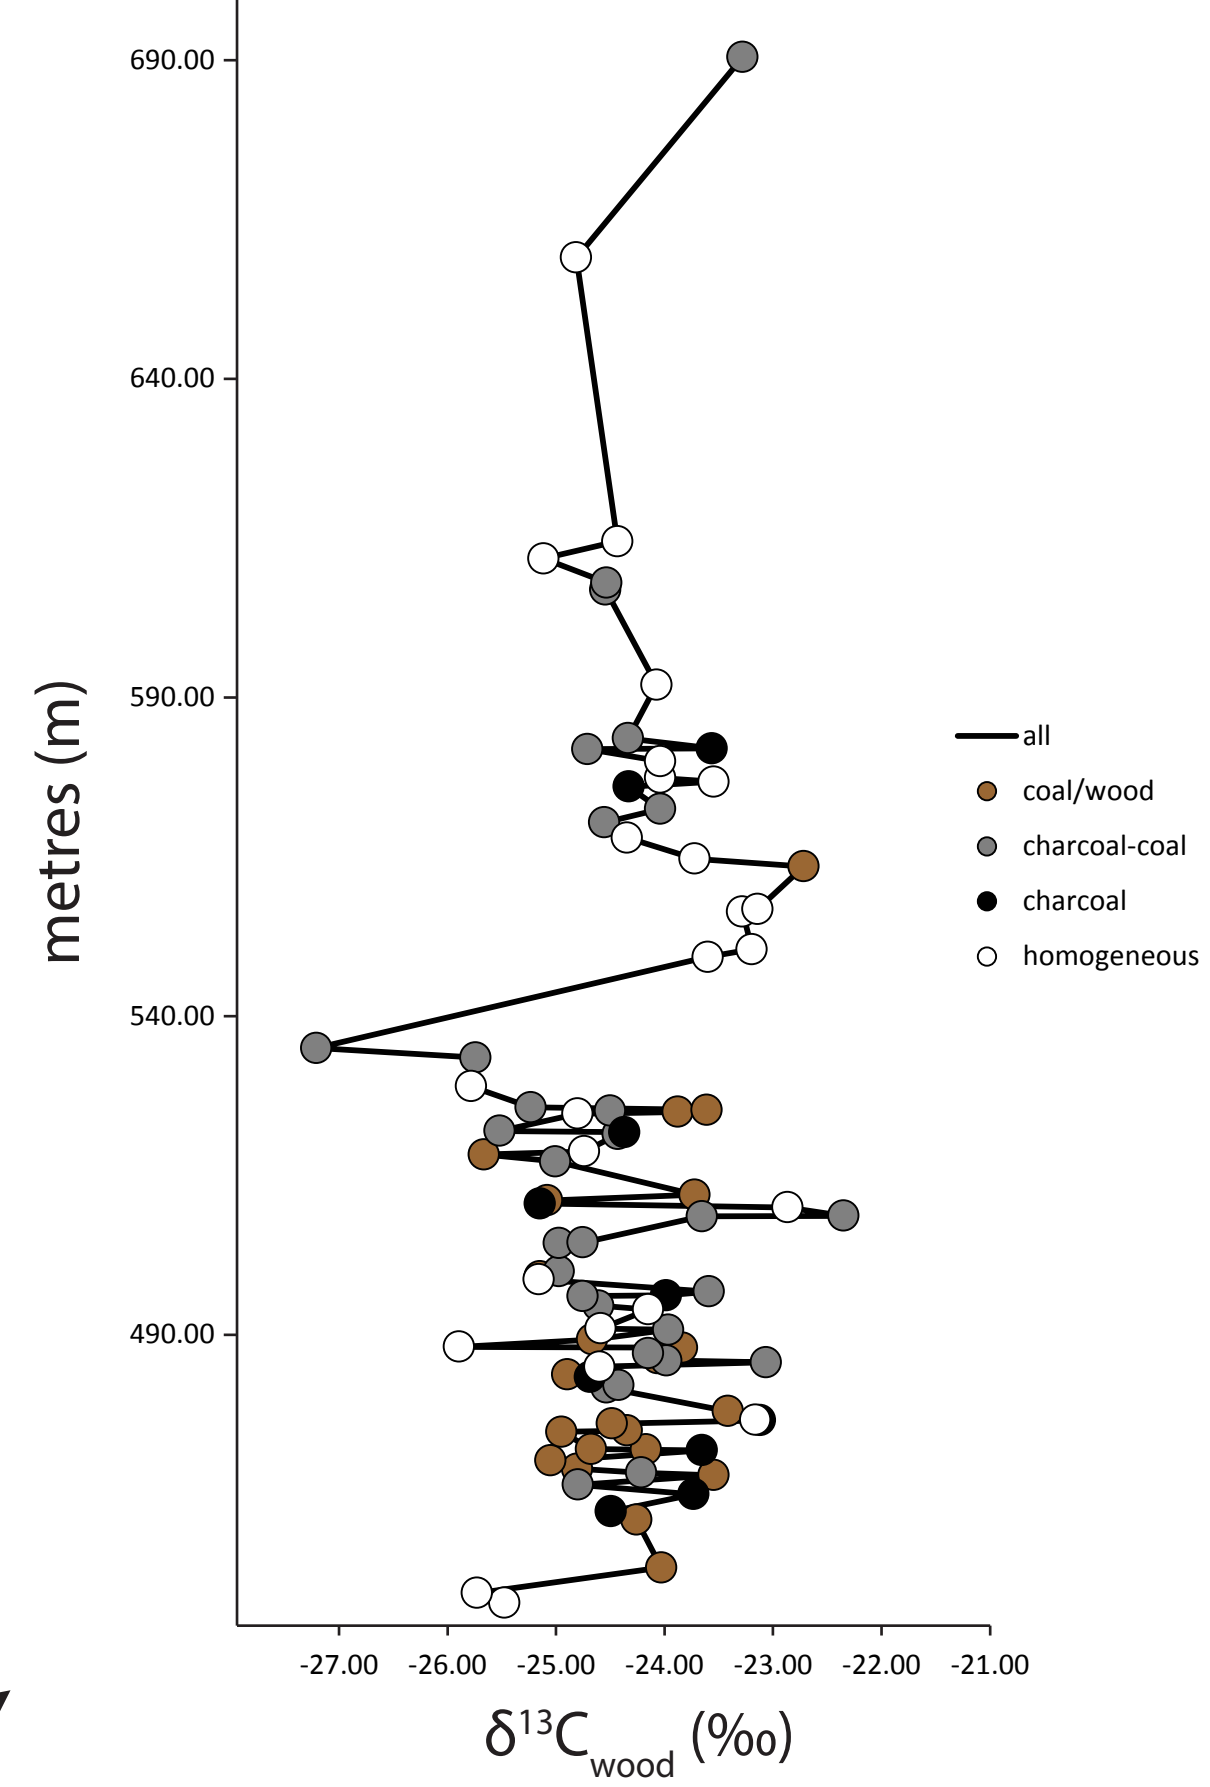 690.00
640.00
590.00
540.00
490.00
metres (m)
all
coal/wood
charcoal-coal
charcoal
homogeneous
-27.00 -26.00 -25.00 -24.00 -23.00 -22.00 -21.00
δ¹³C_wood (‰)